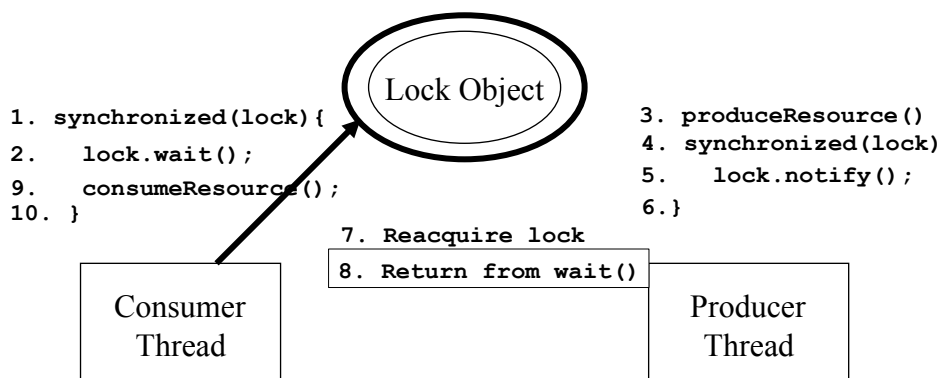 Lock Object
1. synchronized(lock){
2. lock.wait();
9. consumeResource();
10. }
3. produceResource()
4. synchronized(lock)
5. lock.notify();
6.}
7. Reacquire lock
8. Return from wait()
Consumer
Thread
Producer
Thread